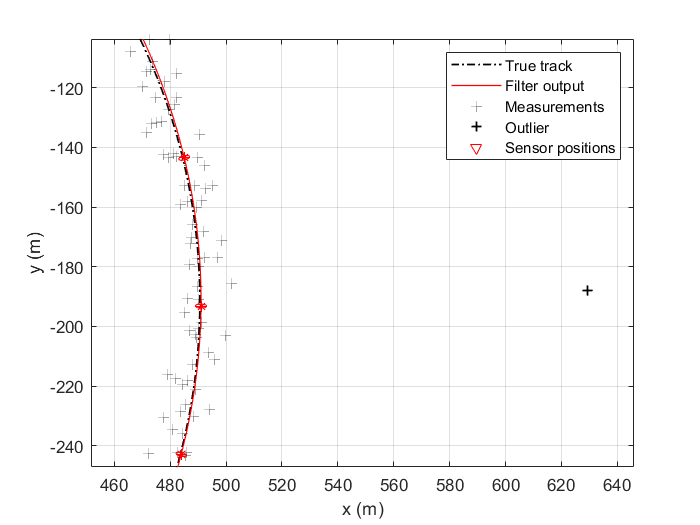 True track
Filter output
Measurements
Outlier
Sensor positions
-120
-140
-160
-180
-200
-220
-240
y (m)
460 480 500 520 540 560 580 600 620 640
x (m)